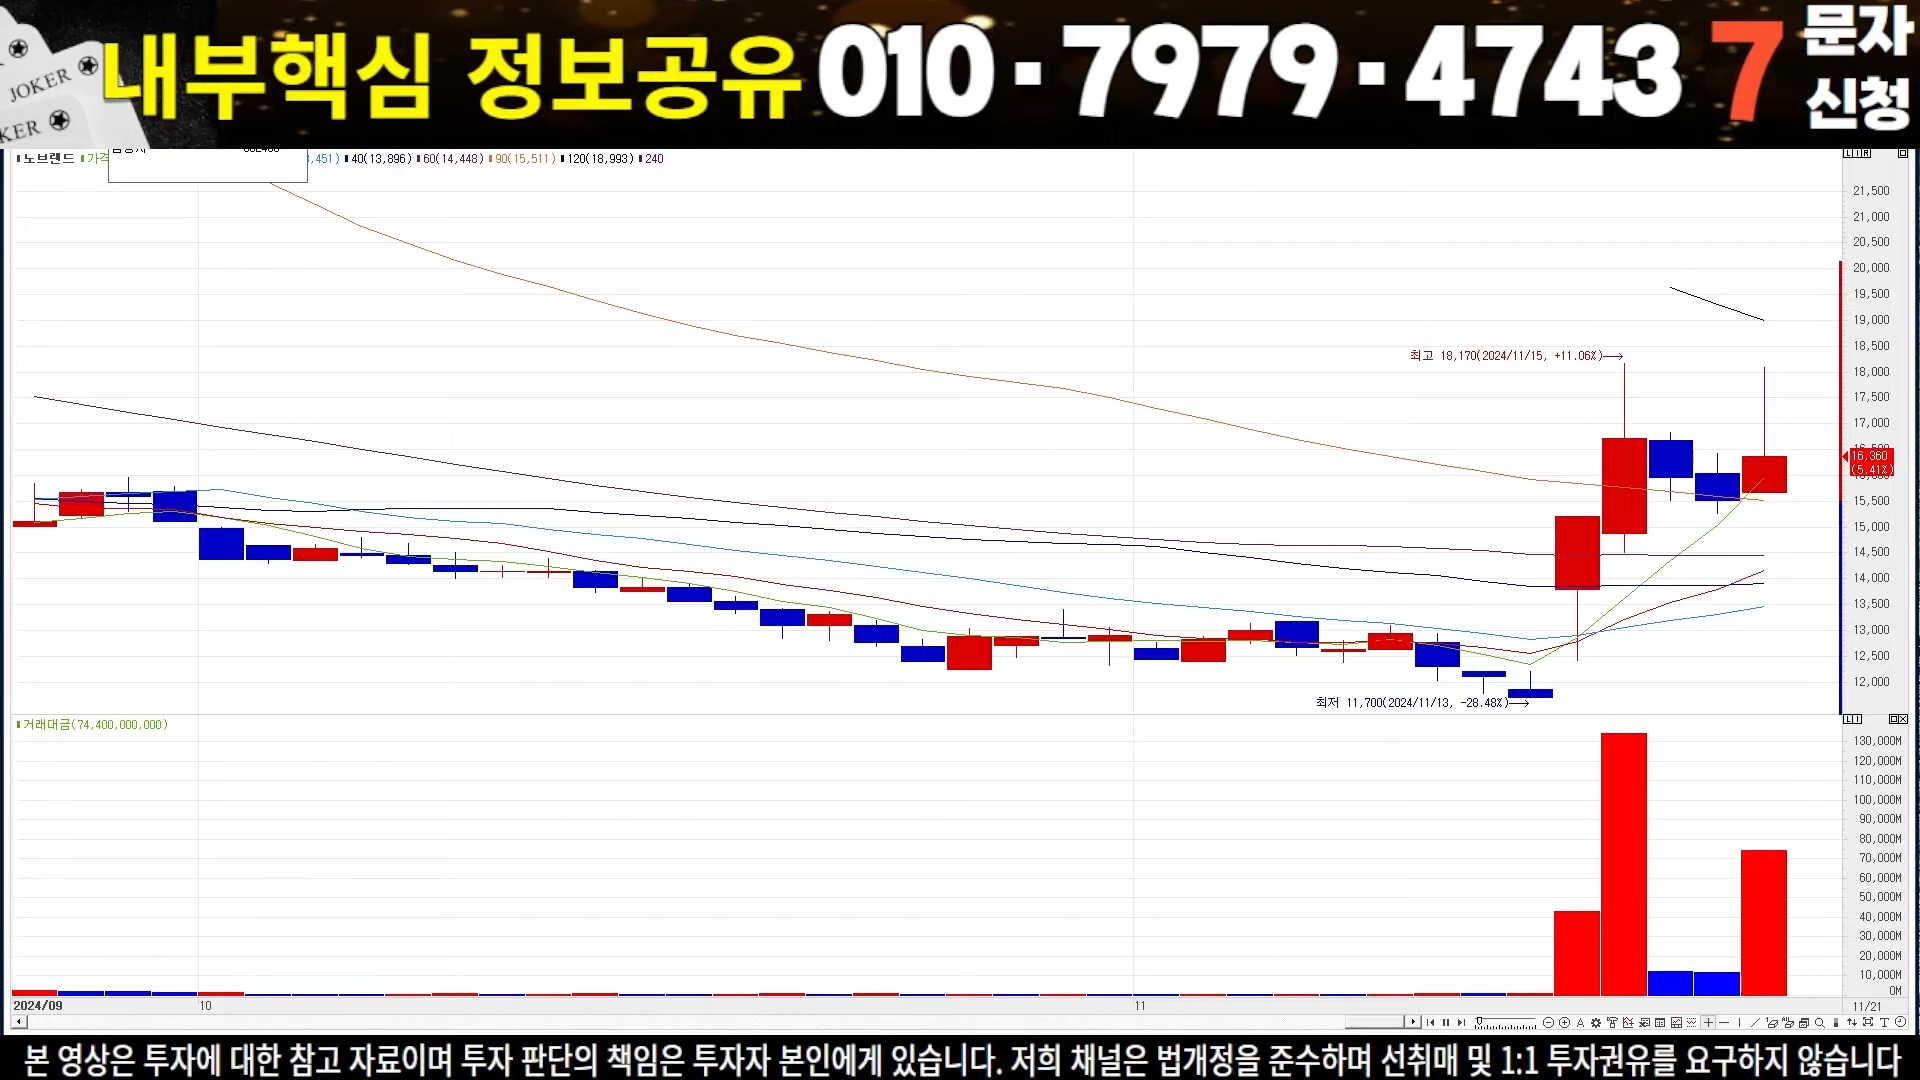 JOKER
KER
내부핵심 정보공유 010·7979·4743 7 문자
신청
노브랜드 가격 3,451) 40(13,896) 60(14,448) 90(15,511) 120(18,993) 240
21,500
21,000
20,500
20,000
19,500
19,000
18,500
최고 18,170(2024/11/15, +11.06%)
18,000
17,500
17,000
16,360
(5.41%)
15,500
15,000
14,500
14,000
13,500
13,000
12,500
12,000
최저 11,700(2024/11/13, -28.48%)
거래대금(74,400,000,000)
130,000M
120,000M
110,000M
100,000M
90,000M
80,000M
70,000M
60,000M
50,000M
40,000M
30,000M
20,000M
10,000M
0M
2024/09 10 11 11/21
본 영상은 투자에 대한 참고 자료이며 투자 판단의 책임은 투자자 본인에게 있습니다. 저희 채널은 법개정을 준수하며 선취매 및 1:1 투자권유를 요구하지 않습니다